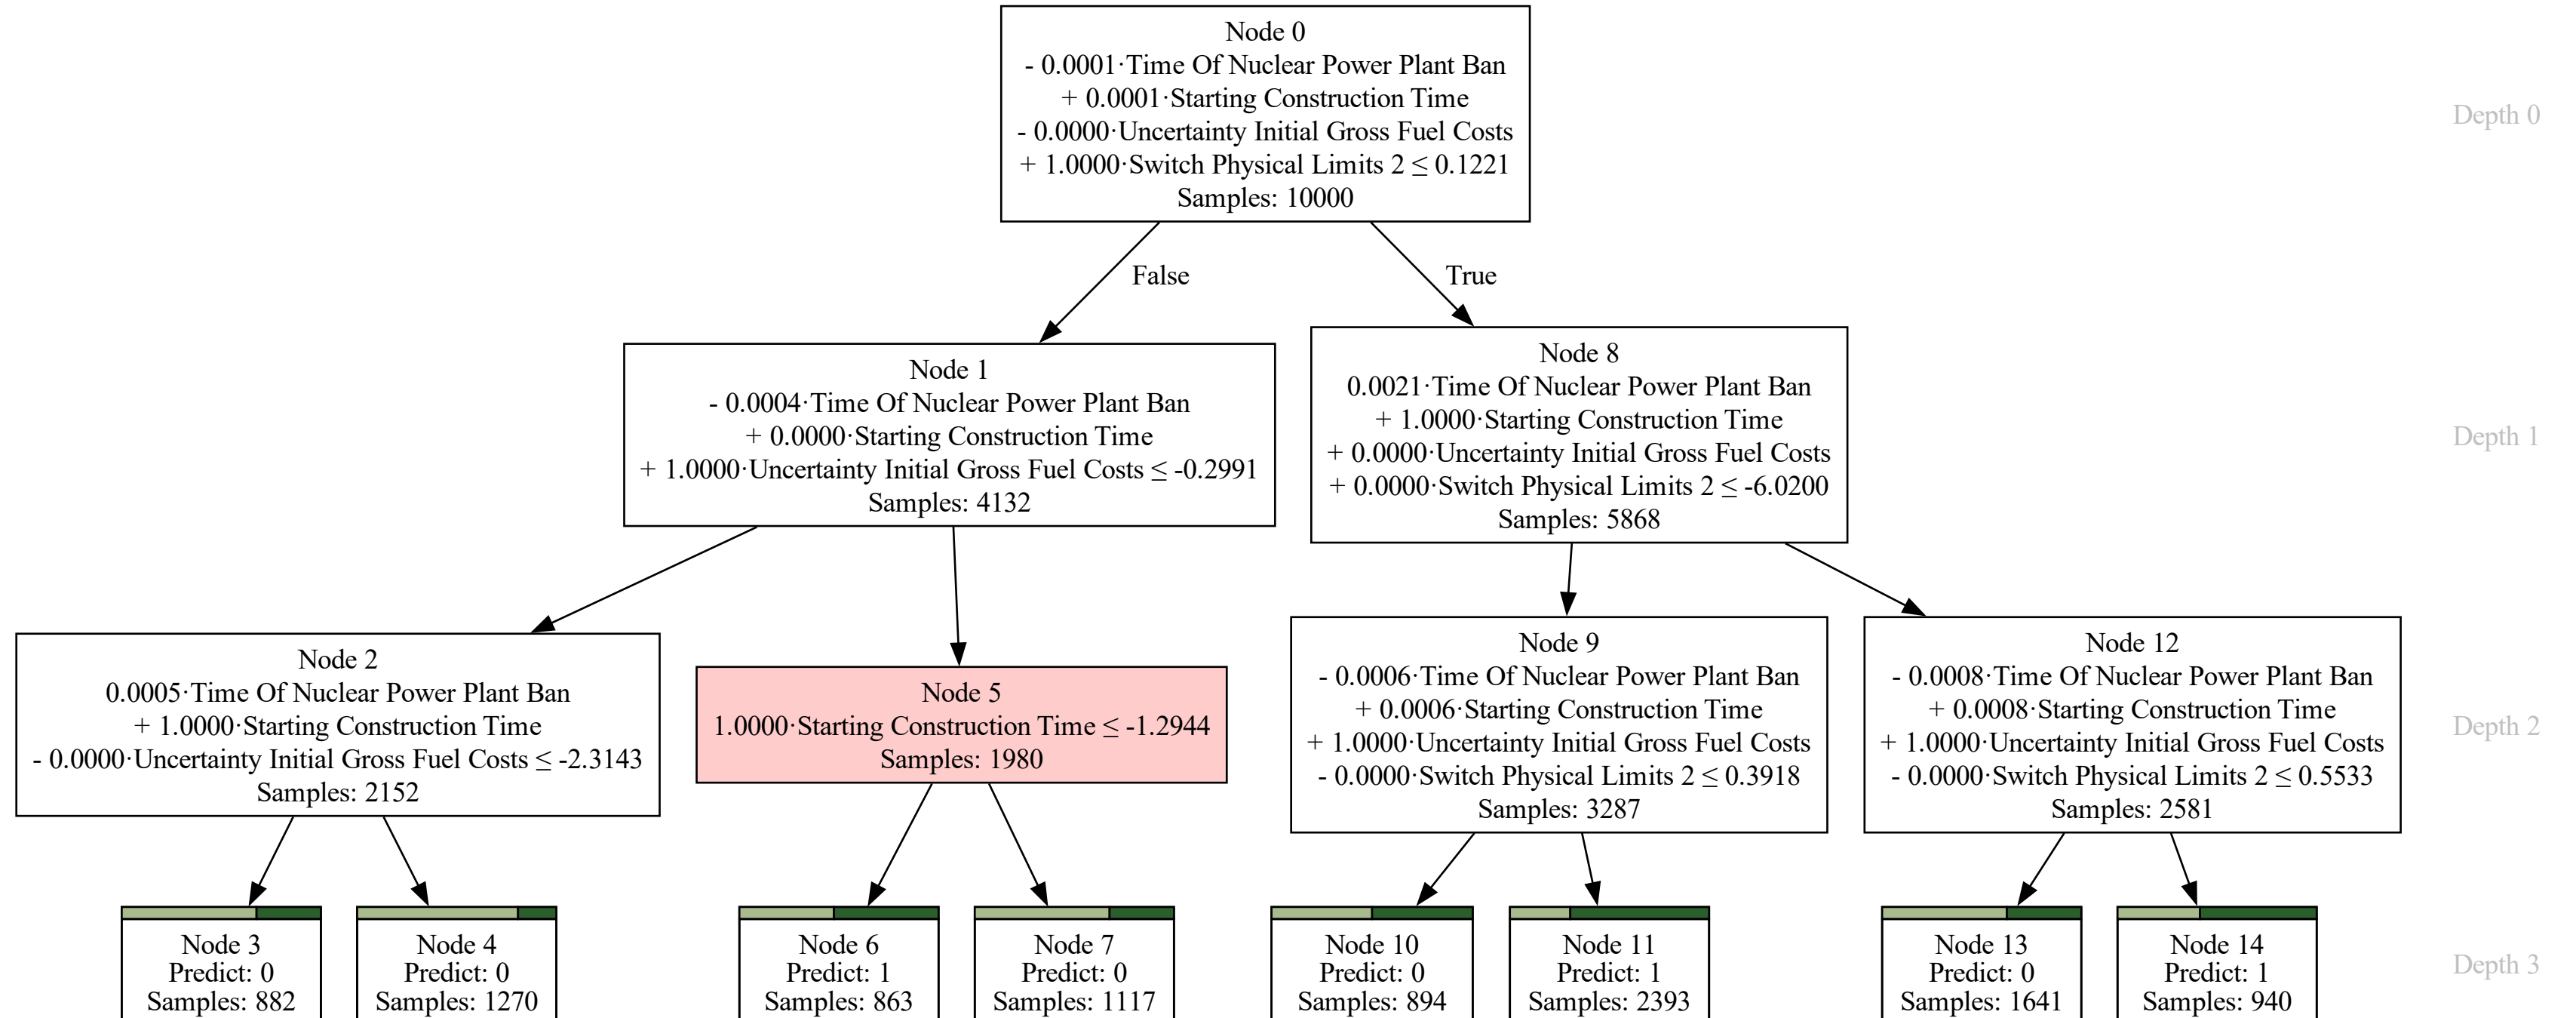 Node 0
- 0.0001·Time Of Nuclear Power Plant Ban
+ 0.0001·Starting Construction Time
- 0.0000·Uncertainty Initial Gross Fuel Costs
+ 1.0000·Switch Physical Limits 2 ≤ 0.1221
Samples: 10000
Depth 0
False
True
Node 1
- 0.0004·Time Of Nuclear Power Plant Ban
+ 0.0000·Starting Construction Time
+ 1.0000·Uncertainty Initial Gross Fuel Costs ≤ -0.2991
Samples: 4132
Node 8
0.0021·Time Of Nuclear Power Plant Ban
+ 1.0000·Starting Construction Time
+ 0.0000·Uncertainty Initial Gross Fuel Costs
+ 0.0000·Switch Physical Limits 2 ≤ -6.0200
Samples: 5868
Depth 1
Node 2
0.0005·Time Of Nuclear Power Plant Ban
+ 1.0000·Starting Construction Time
- 0.0000·Uncertainty Initial Gross Fuel Costs ≤ -2.3143
Samples: 2152
Node 5
1.0000·Starting Construction Time ≤ -1.2944
Samples: 1980
Node 9
- 0.0006·Time Of Nuclear Power Plant Ban
+ 0.0006·Starting Construction Time
+ 1.0000·Uncertainty Initial Gross Fuel Costs
- 0.0000·Switch Physical Limits 2 ≤ 0.3918
Samples: 3287
Node 12
- 0.0008·Time Of Nuclear Power Plant Ban
+ 0.0008·Starting Construction Time
+ 1.0000·Uncertainty Initial Gross Fuel Costs
- 0.0000·Switch Physical Limits 2 ≤ 0.5533
Samples: 2581
Depth 2
Node 3
Predict: 0
Samples: 882
Node 4
Predict: 0
Samples: 1270
Node 6
Predict: 1
Samples: 863
Node 7
Predict: 0
Samples: 1117
Node 10
Predict: 0
Samples: 894
Node 11
Predict: 1
Samples: 2393
Node 13
Predict: 0
Samples: 1641
Node 14
Predict: 1
Samples: 940
Depth 3